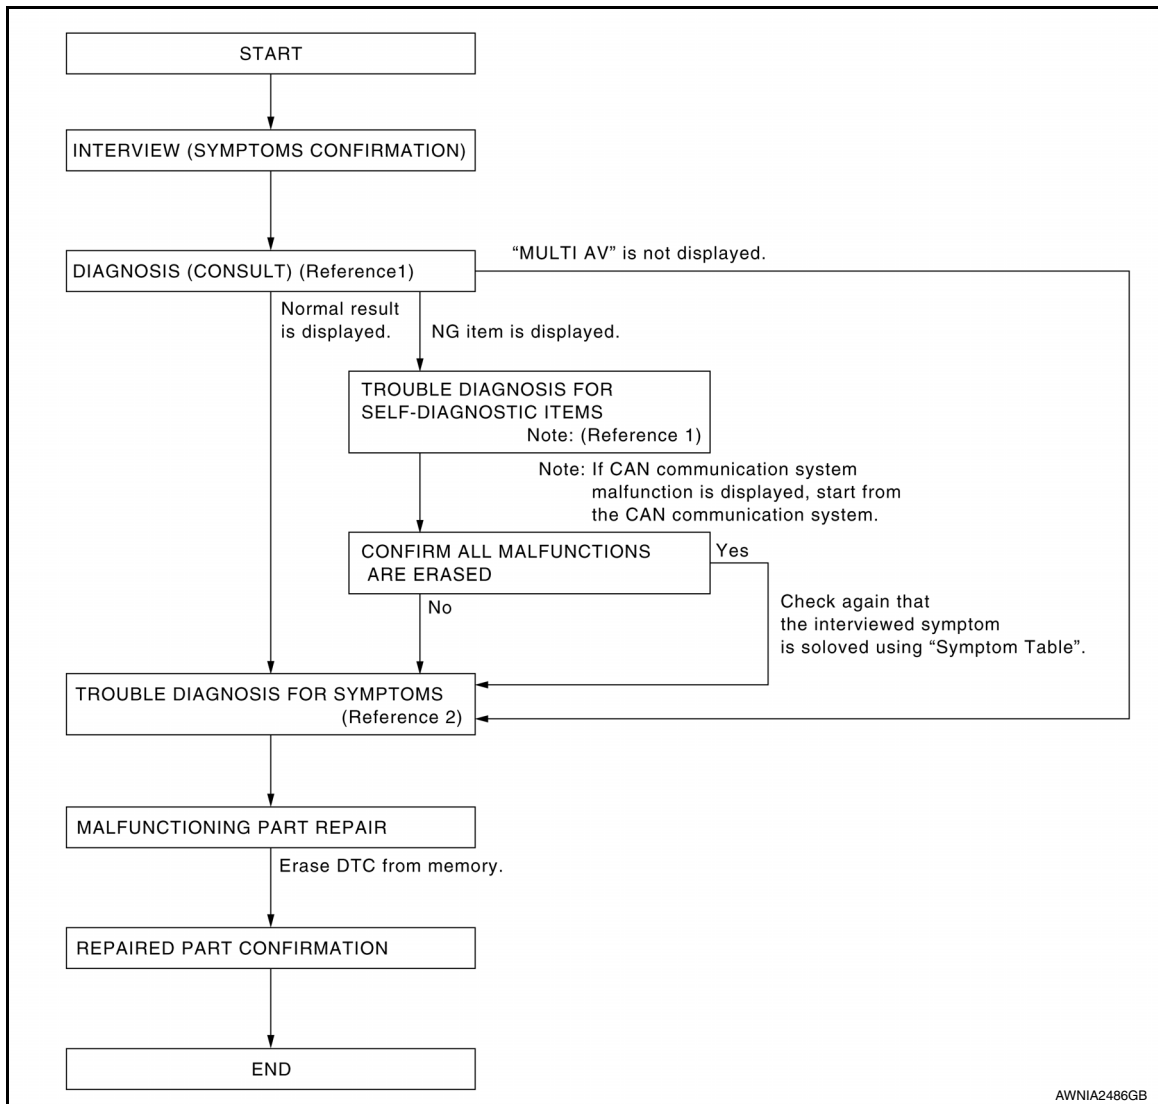 START
INTERVIEW (SYMPTOMS CONFIRMATION)
DIAGNOSIS (CONSULT) (Reference1)
“MULTI AV” is not displayed.
Normal result
is displayed.
NG item is displayed.
TROUBLE DIAGNOSIS FOR
SELF-DIAGNOSTIC ITEMS
Note: (Reference 1)
Note: If CAN communication system
malfunction is displayed, start from
the CAN communication system.
CONFIRM ALL MALFUNCTIONS
ARE ERASED
Yes
No
Check again that
the interviewed symptom
is soloved using “Symptom Table”.
TROUBLE DIAGNOSIS FOR SYMPTOMS
(Reference 2)
MALFUNCTIONING PART REPAIR
Erase DTC from memory.
REPAIRED PART CONFIRMATION
END
AWNIA2486GB